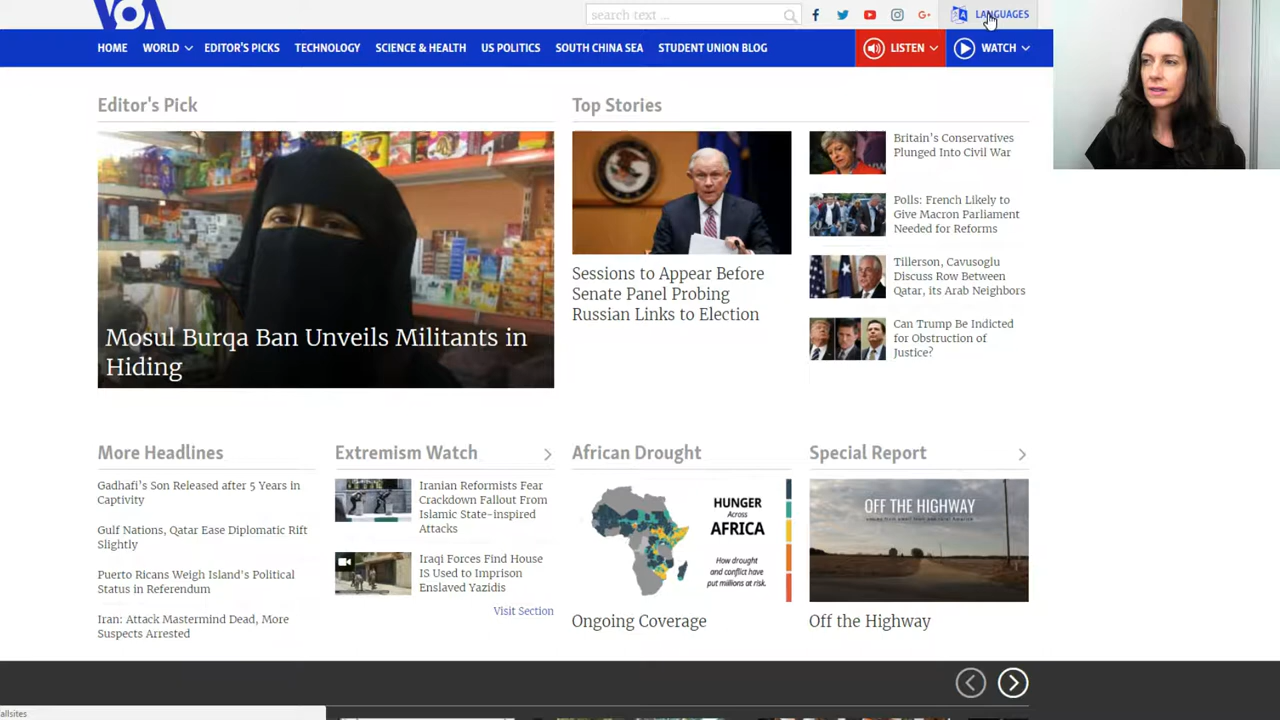 VOA
search text ...
LANGUAGES
HOME
WORLD
EDITOR'S PICKS
TECHNOLOGY
SCIENCE & HEALTH
US POLITICS
SOUTH CHINA SEA
STUDENT UNION BLOG
LISTEN
WATCH
Editor's Pick
Mosul Burqa Ban Unveils Militants in
Hiding
Top Stories
Sessions to Appear Before
Senate Panel Probing
Russian Links to Election
Britain's Conservatives
Plunged Into Civil War
Polls: French Likely to
Give Macron Parliament
Needed for Reforms
Tillerson, Cavusoglu
Discuss Row Between
Qatar, its Arab Neighbors
Can Trump Be Indicted
for Obstruction of
Justice?
More Headlines
Gadhafi's Son Released after 5 Years in
Captivity
Gulf Nations, Qatar Ease Diplomatic Rift
Slightly
Puerto Ricans Weigh Island's Political
Status in Referendum
Iran: Attack Mastermind Dead, More
Suspects Arrested
Extremism Watch
Iranian Reformists Fear
Crackdown Fallout From
Islamic State-inspired
Attacks
Iraqi Forces Find House
IS Used to Imprison
Enslaved Yazidis
Visit Section
African Drought
HUNGER
Across
AFRICA
How drought
and conflict have
put millions at risk.
Ongoing Coverage
Special Report
OFF THE HIGHWAY
Off the Highway
allsites